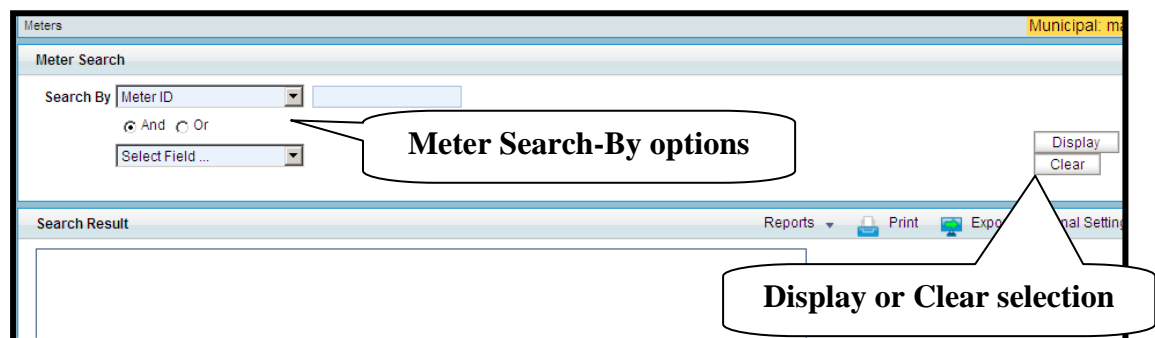 Meters Municipal: ma
Meter Search
Search By Meter ID
And Or
Meter Search-By options
Select Field ...
Display
Clear
Search Result Reports Print Expo nal Setting
Display or Clear selection